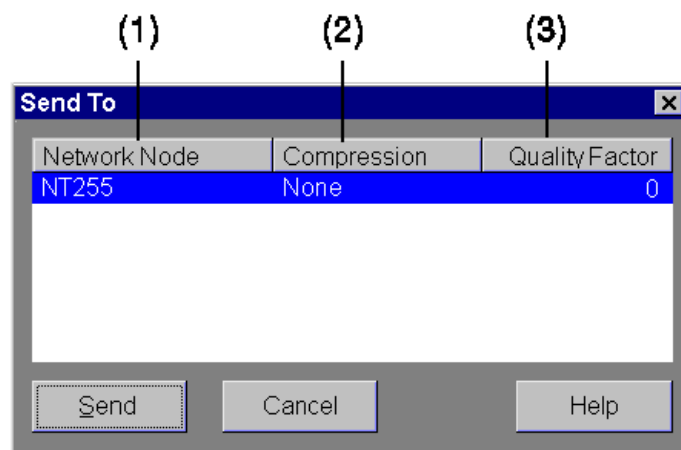 (1) (2) (3)
Send To
Network Node Compression Quality Factor
NT255 None 0
Send Cancel Help